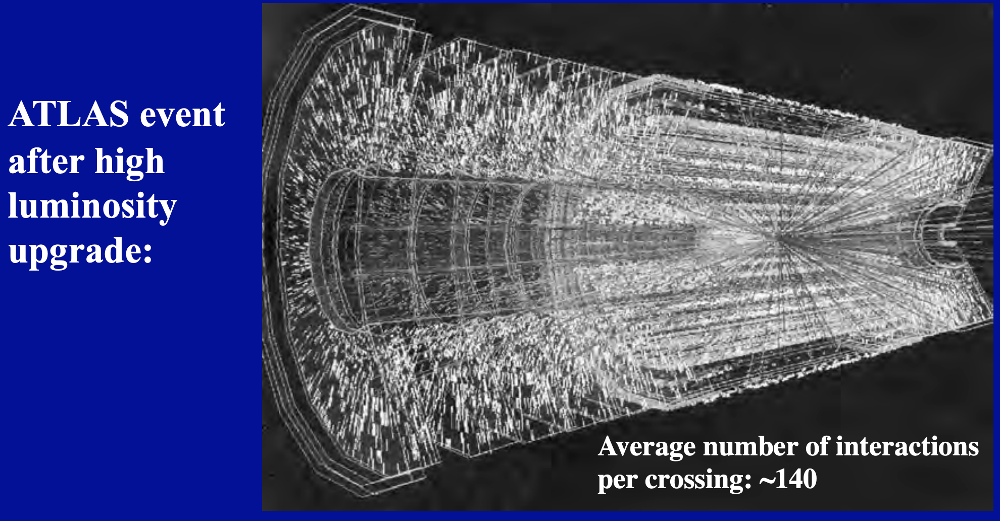 ATLAS event
after high
luminosity
upgrade:
Average number of interactions
per crossing: ~140